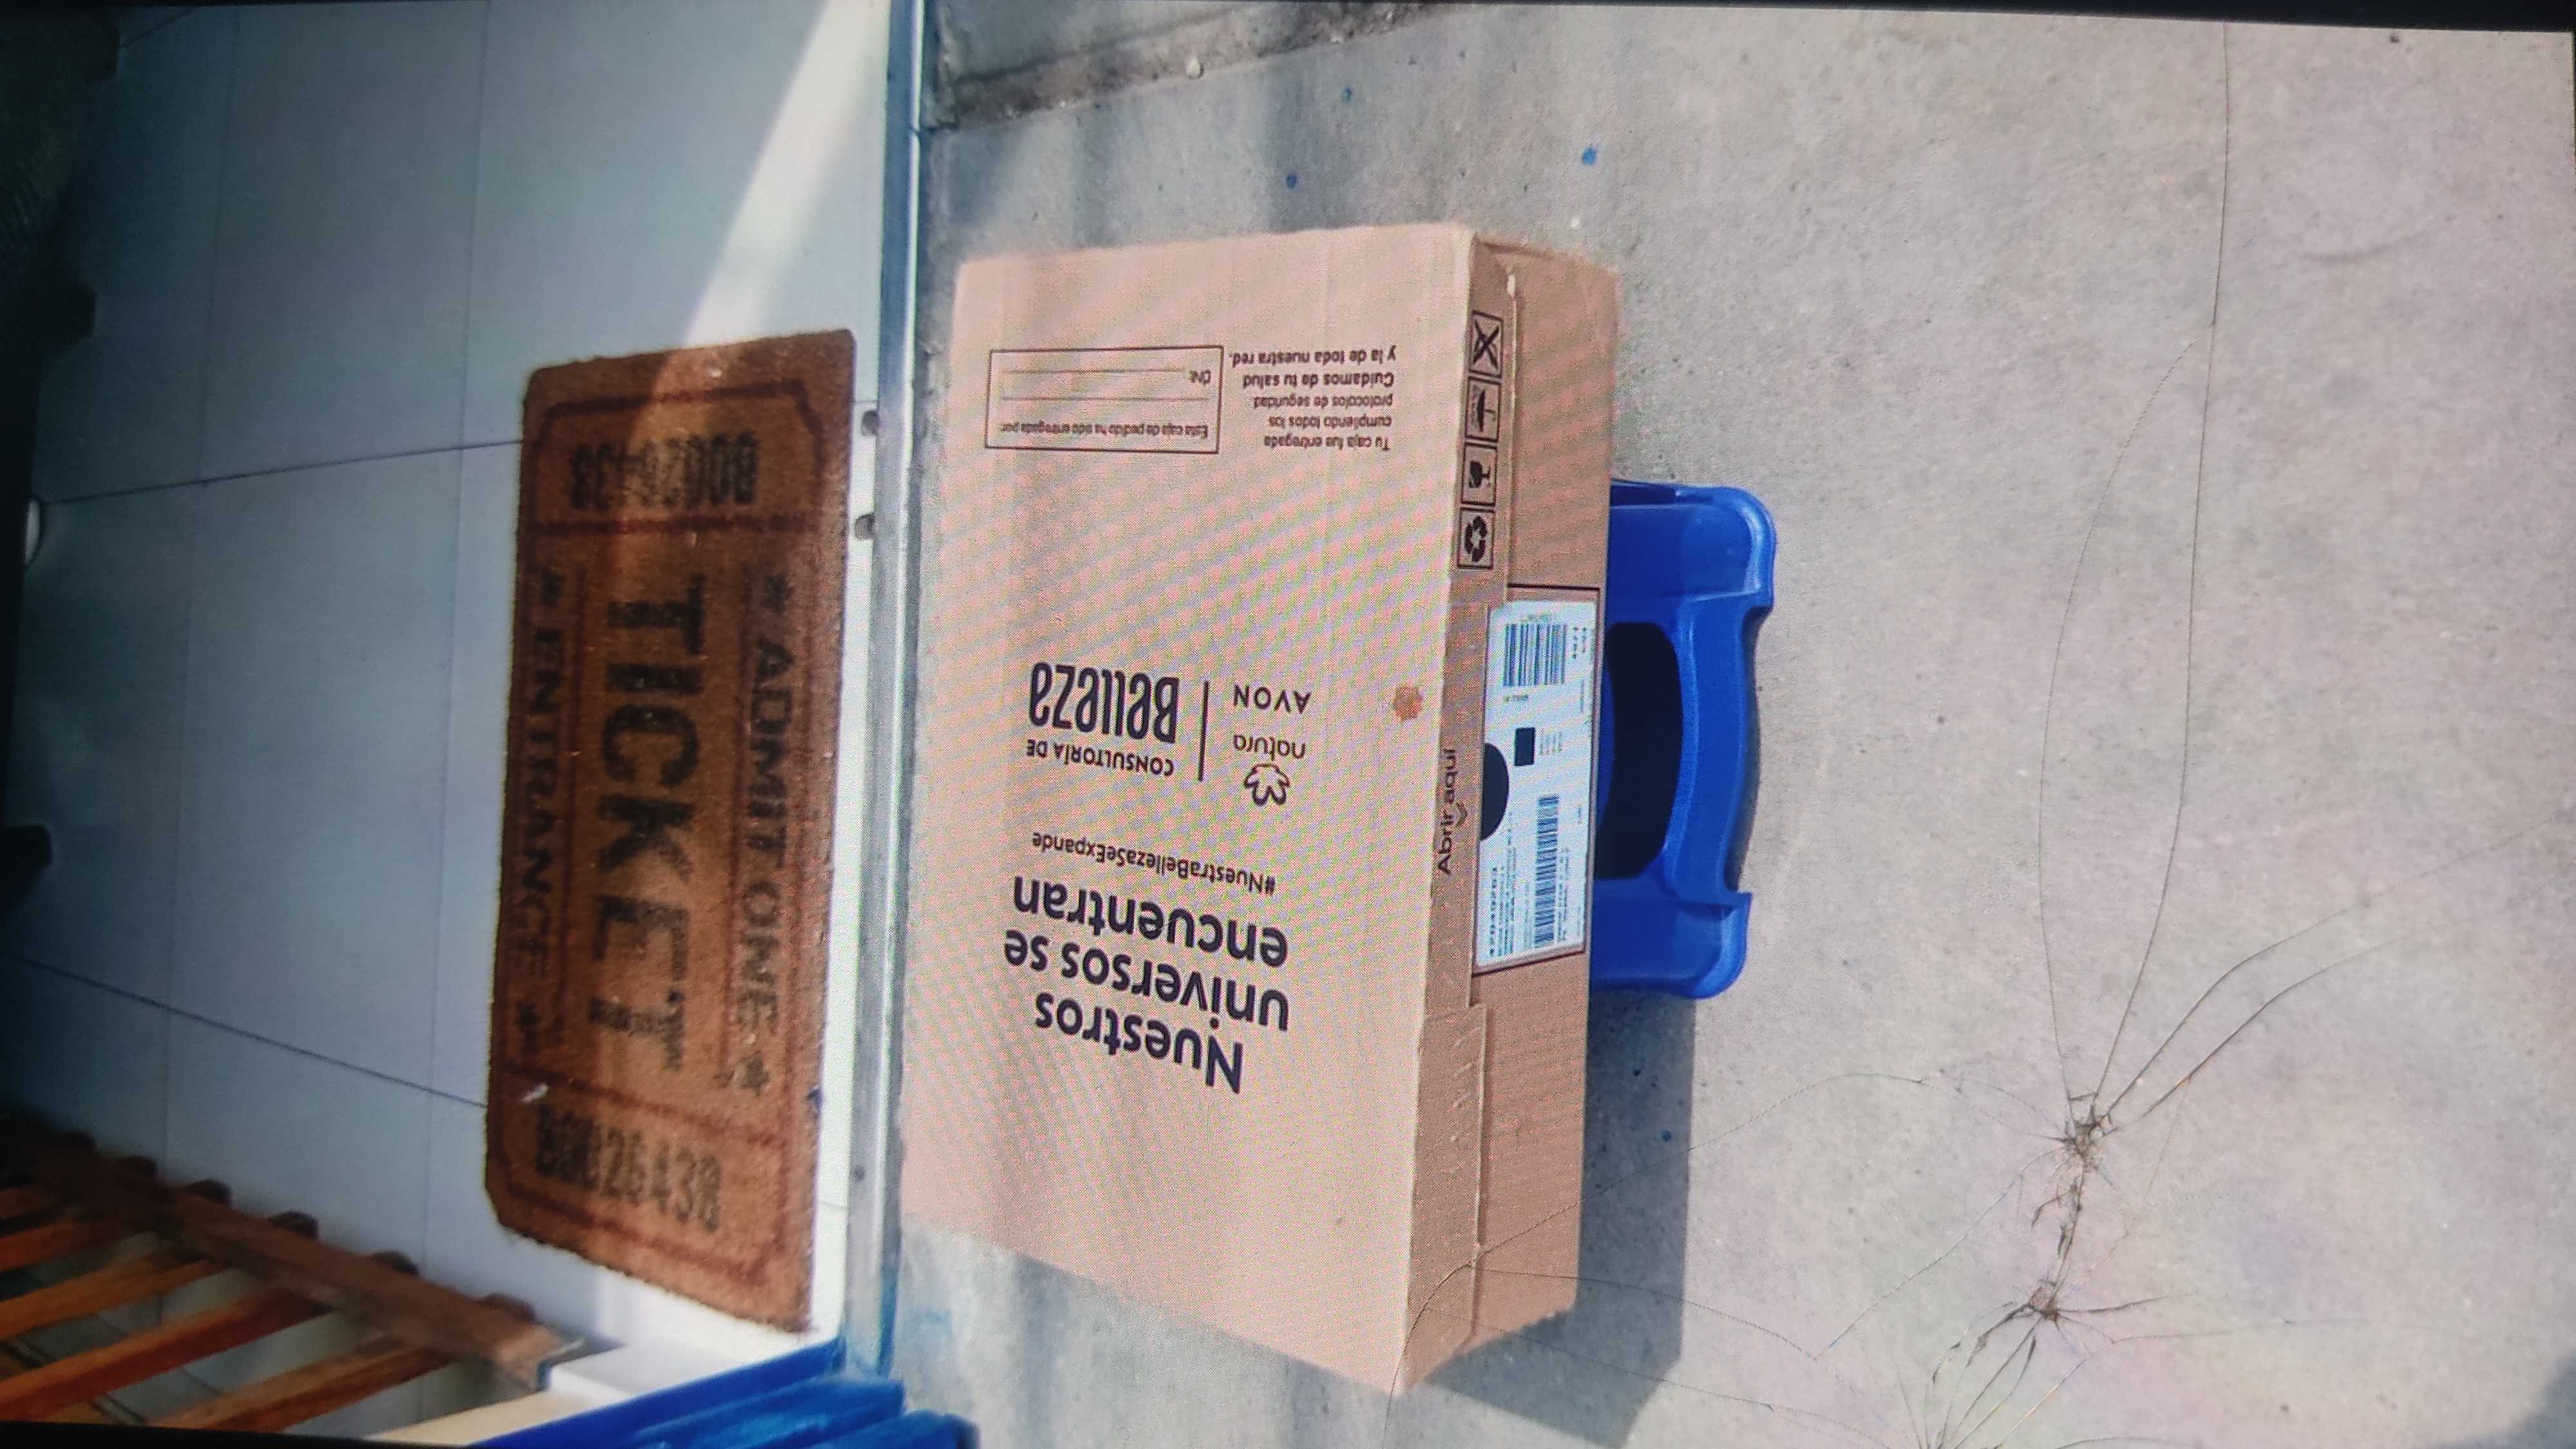 Nuestros
universos se
encuentran
#NuestraBellezaSeExpande
CONSULTORÍA DE
Belleza
natura
AVON
Tu caja fue entregada
cumpliendo todos los
protocolos de seguridad
Cuidamos de tu salud
y la de toda nuestra red.
Esta caja de pedido ha sido entregada por:
DNI:
Abrir aquí
★ ADMIT ONE ★
TICKET
★ ENTRANCE ★